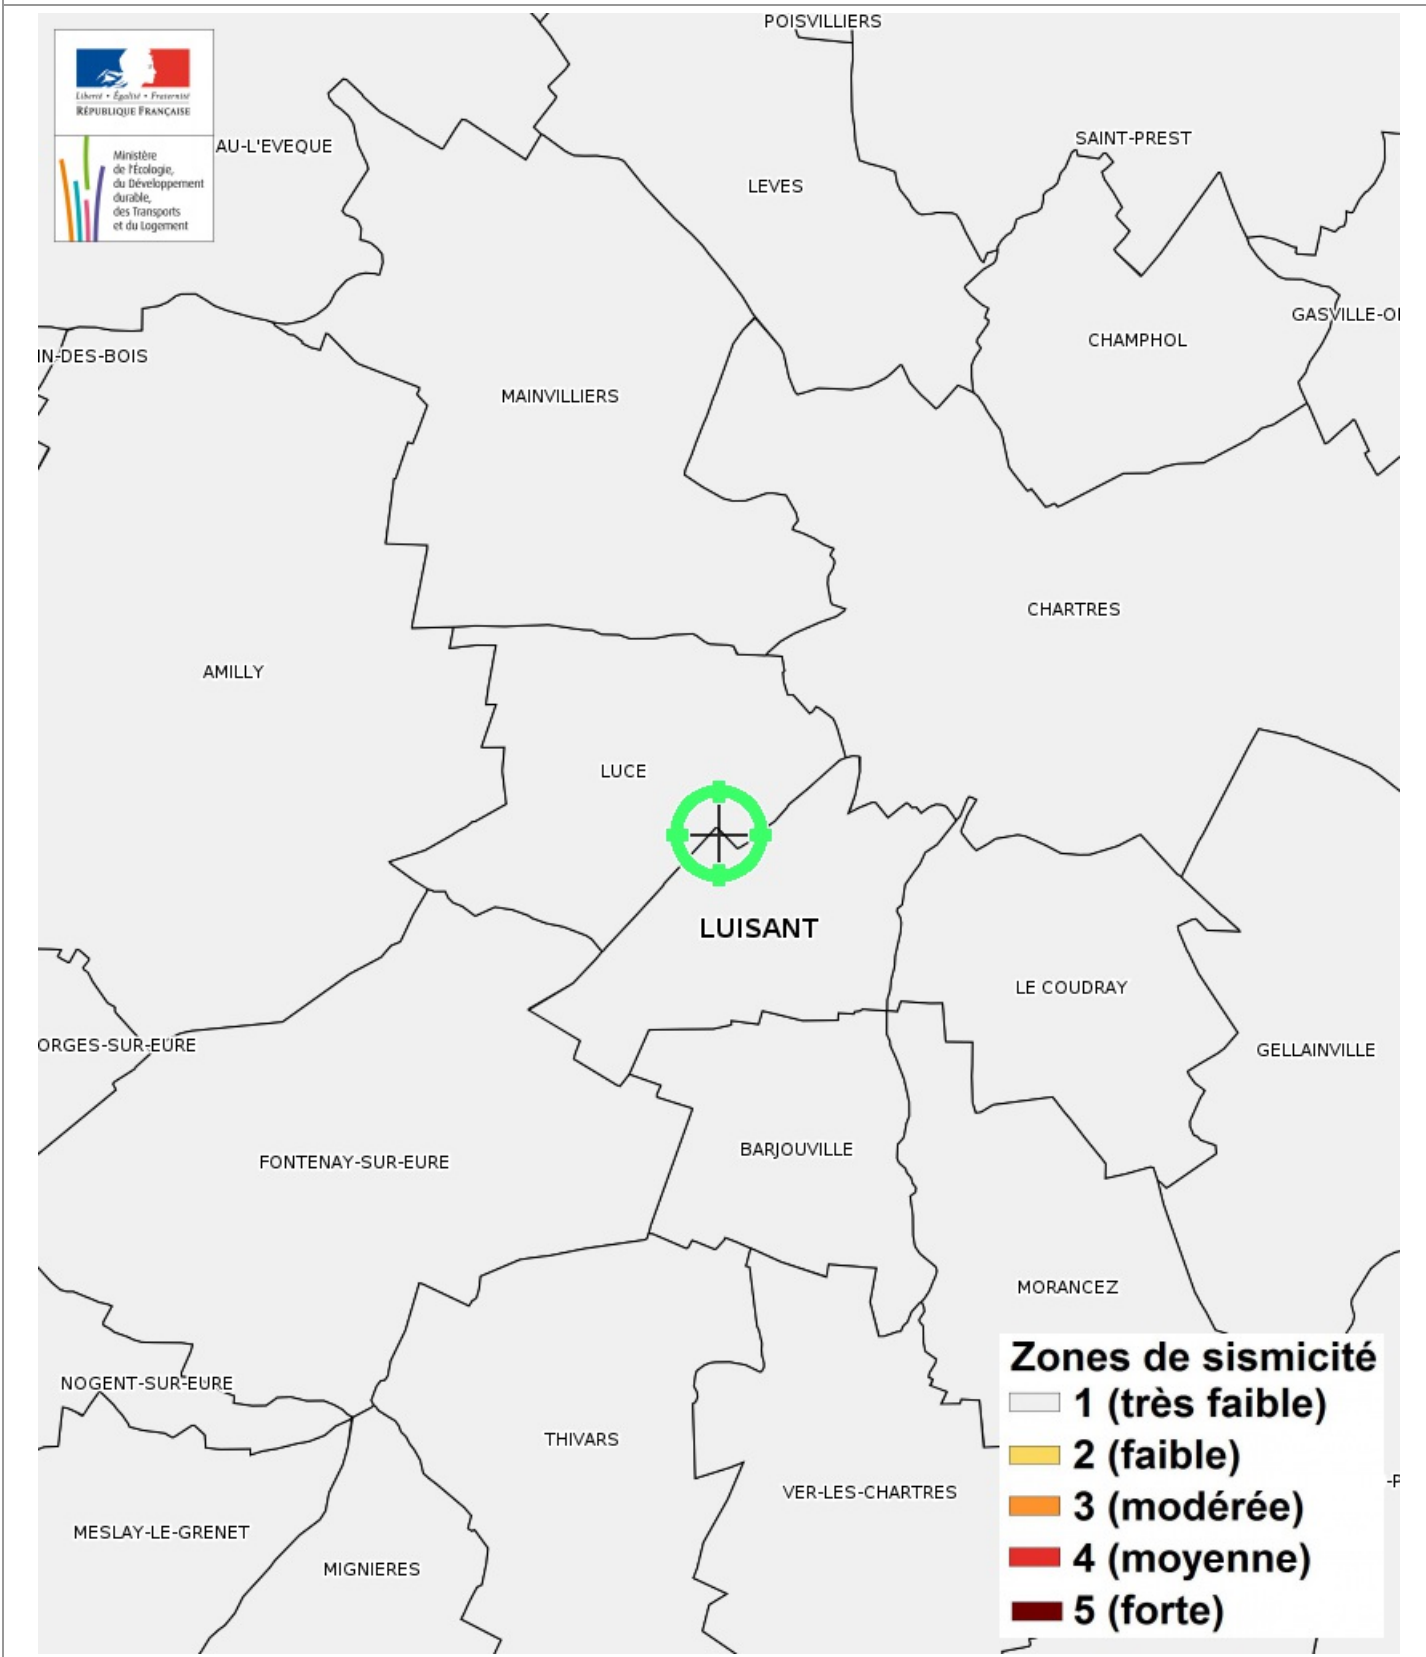 POISVILLIERS
Liberté • Égalité • Fraternité
RÉPUBLIQUE FRANÇAISE
SAINT-PREST
AU-L'EVEQUE
Ministère
de l'Écologie,
du Développement
durable,
des Transports
et du Logement
LEVES
GASVILLE-OI
CHAMPHOL
IN-DES-BOIS
MAINVILLIERS
CHARTRES
AMILLY
LUCE
LUISANT
LE COUDRAY
ORGES-SUR-EURE
GELLAINVILLE
BARJOUVILLE
FONTENAY-SUR-EURE
MORANCEZ
Zones de sismicité
1 (très faible)
2 (faible)
3 (modérée)
4 (moyenne)
5 (forte)
NOGENT-SUR-EURE
THIVARS
-P
VER-LES-CHARTRES
MESLAY-LE-GRENET
MIGNIERES